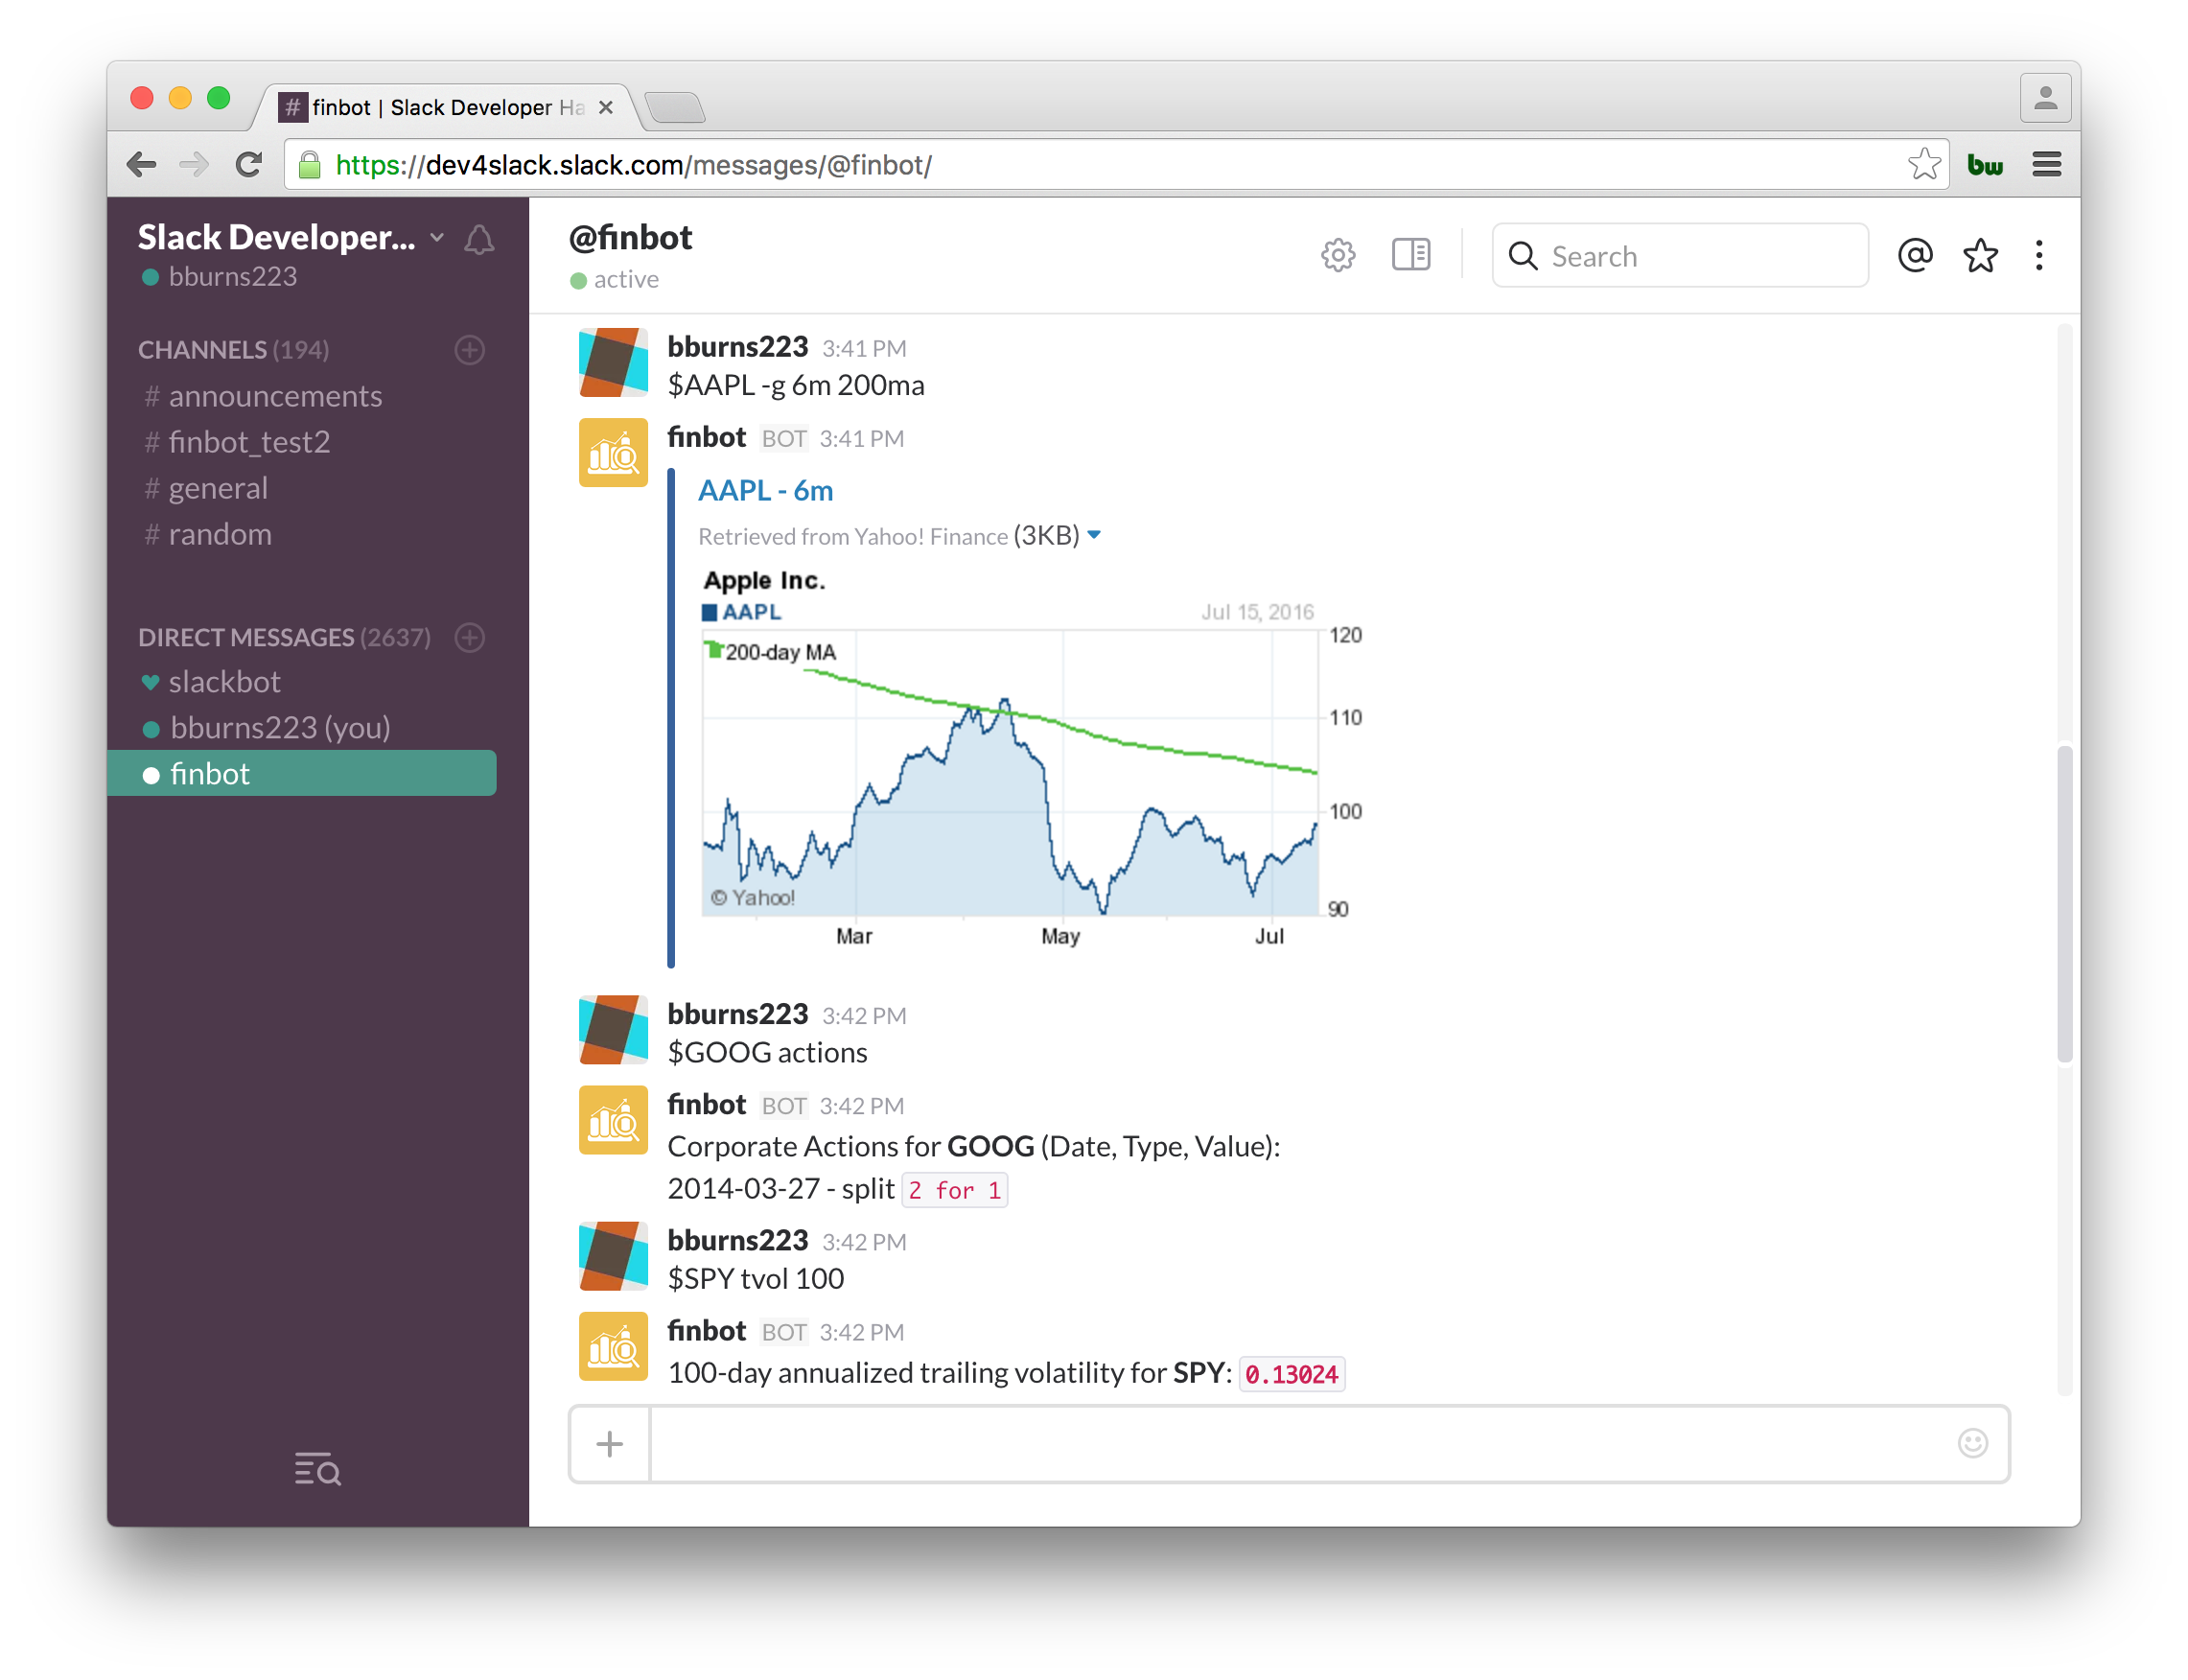 # finbot | Slack Developer Ha
https://dev4slack.slack.com/messages/@finbot/
bw
Slack Developer...
bburns223
CHANNELS (194)
# announcements
# finbot_test2
# general
# random
DIRECT MESSAGES (2637)
slackbot
bburns223 (you)
finbot
@finbot
active
Search
bburns223 3:41 PM
$AAPL -g 6m 200ma
finbot BOT 3:41 PM
AAPL - 6m
Retrieved from Yahoo! Finance (3KB)
Apple Inc.
AAPL
Jul 15, 2016
200-day MA
120
110
100
90
© Yahoo!
Mar May Jul
bburns223 3:42 PM
$GOOG actions
finbot BOT 3:42 PM
Corporate Actions for GOOG (Date, Type, Value):
2014-03-27 - split 2 for 1
bburns223 3:42 PM
$SPY tvol 100
finbot BOT 3:42 PM
100-day annualized trailing volatility for SPY: 0.13024